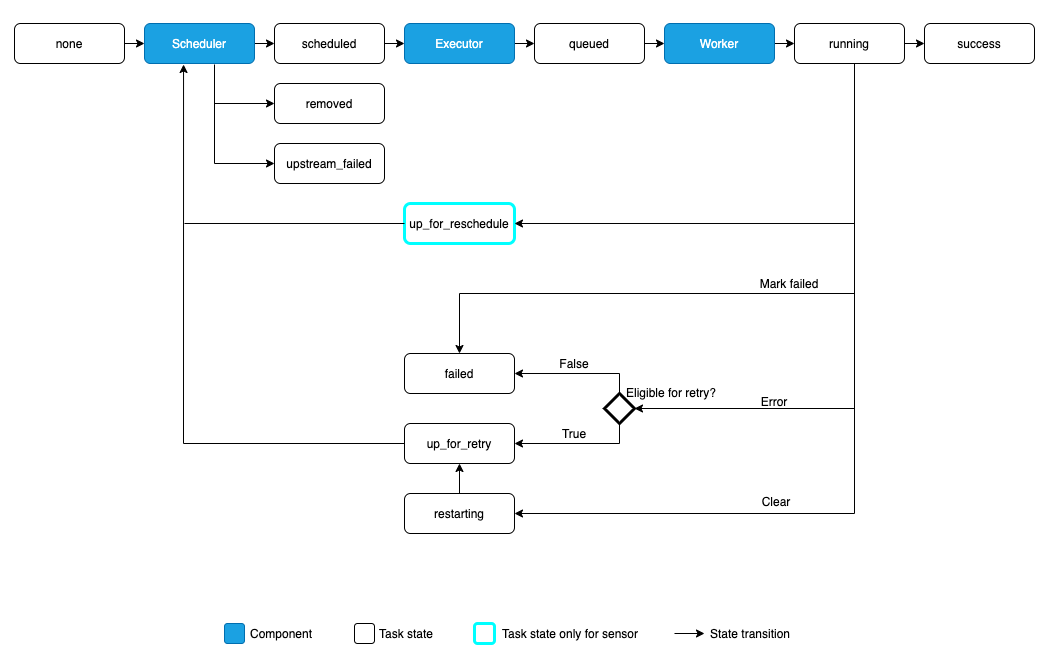 none
Scheduler
scheduled
Executor
queued
Worker
running
success
removed
upstream_failed
up_for_reschedule
Mark failed
failed
False
Eligible for retry?
Error
True
up_for_retry
Clear
restarting
Component
Task state
Task state only for sensor
State transition